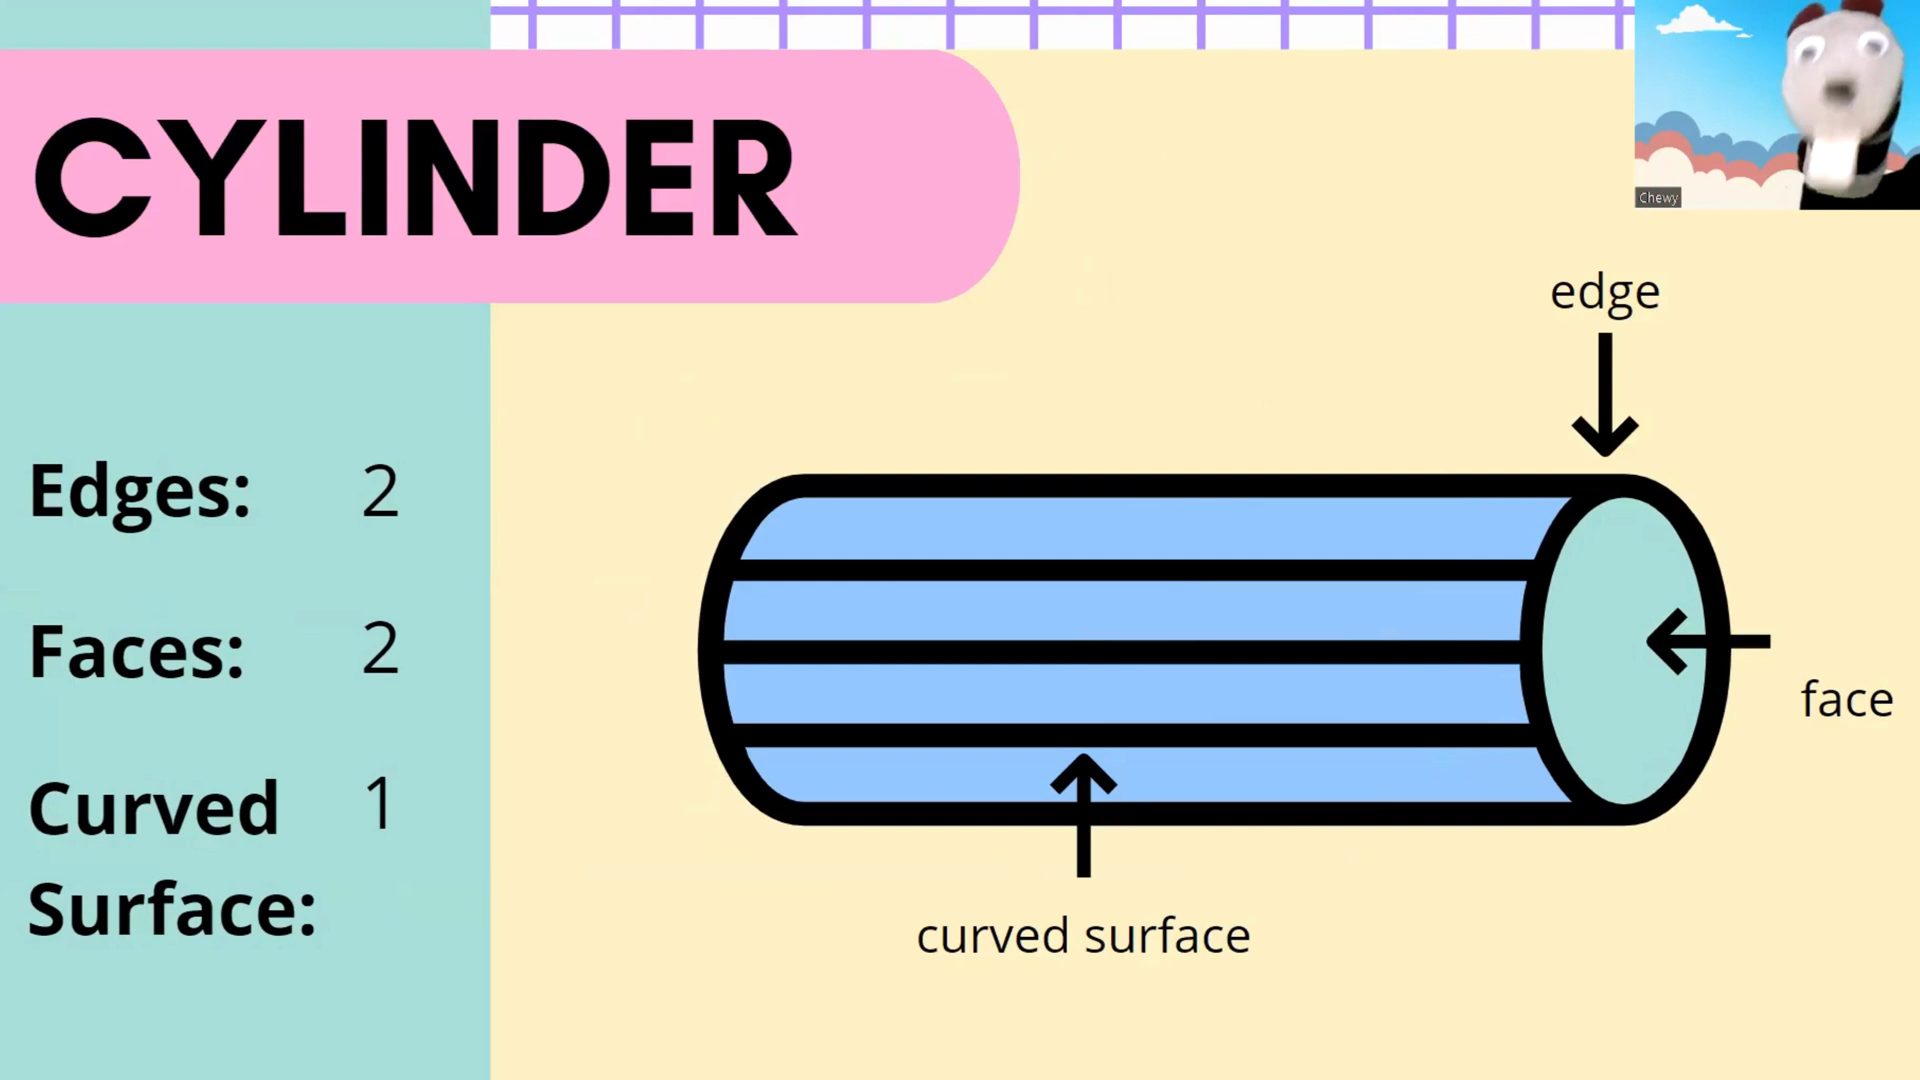 CYLINDER
Chewy
edge
Edges: 2
Faces: 2
face
Curved 1
Surface:
curved surface